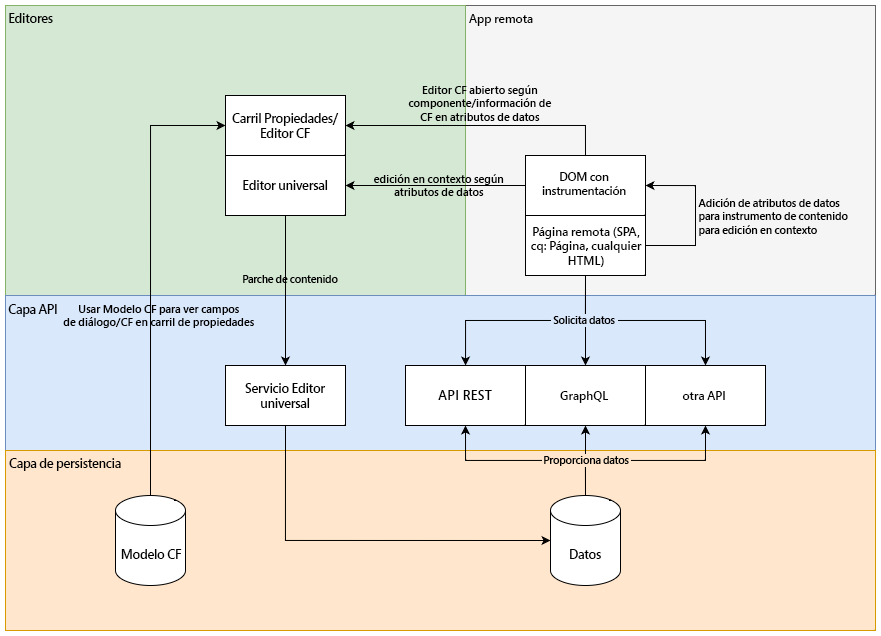 Editores
App remota
Editor CF abierto según
componente/información de
CF en atributos de datos
Carril Propiedades/
Editor CF
Editor universal
edición en contexto según
atributos de datos
DOM con
instrumentación
Adición de atributos de datos
para instrumento de contenido
para edición en contexto
Página remota (SPA,
cq: Página, cualquier
HTML)
Parche de contenido
Capa API
Usar Modelo CF para ver campos
de diálogo/CF en carril de propiedades
Solicita datos
Servicio Editor
universal
API REST
GraphQL
otra API
Capa de persistencia
Proporciona datos
Modelo CF
Datos